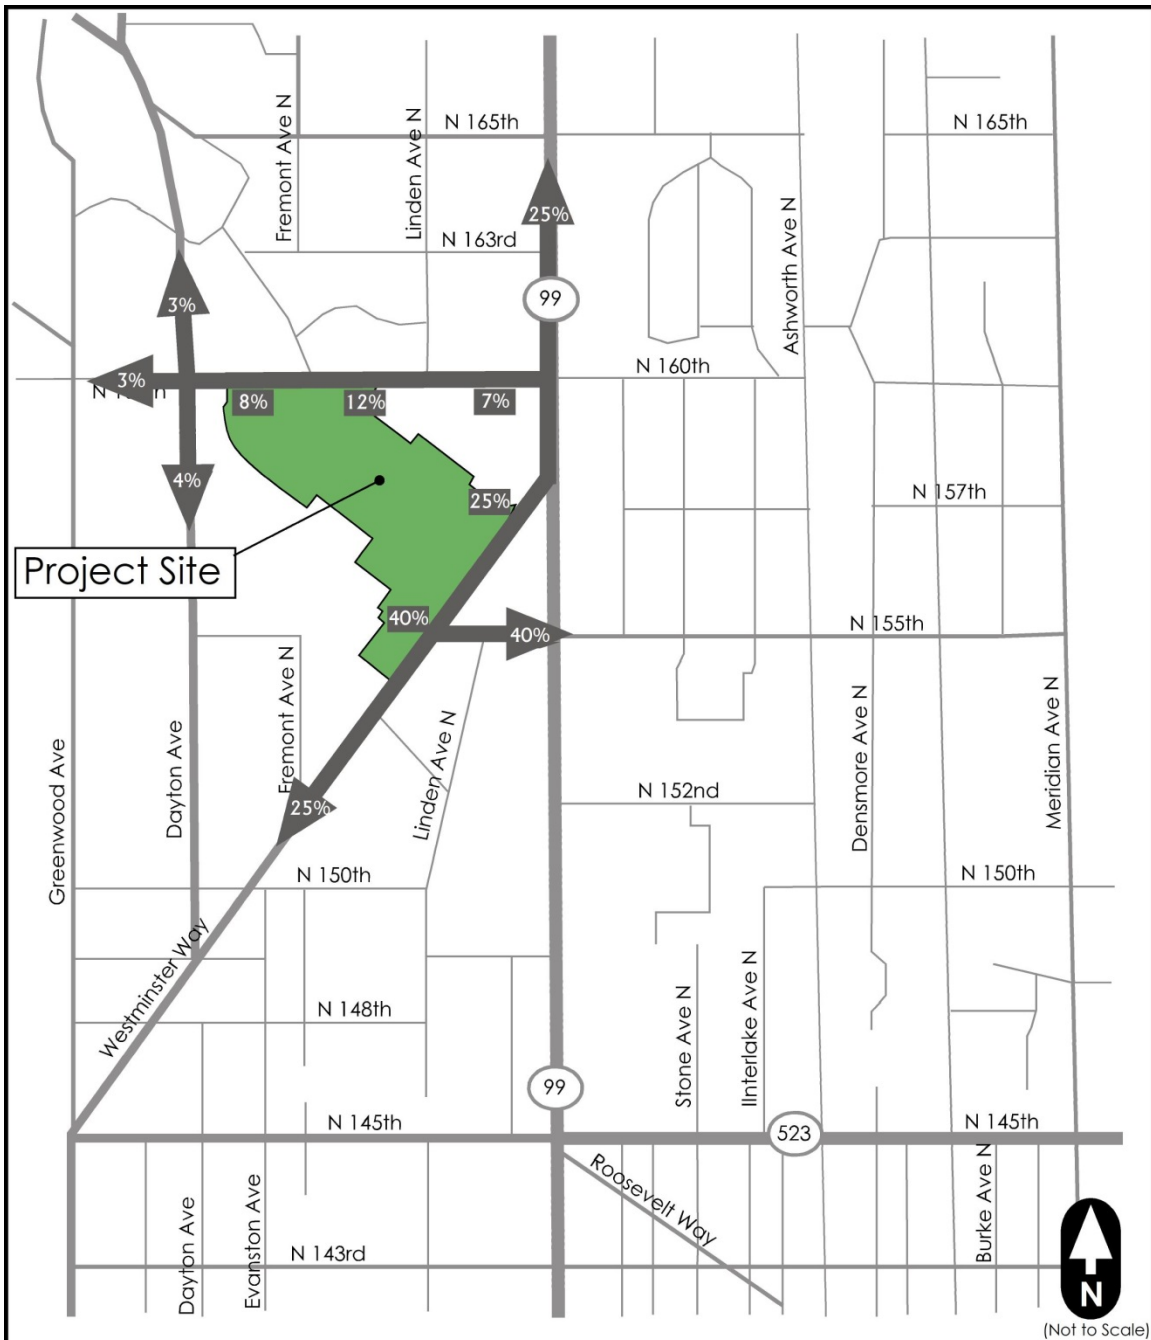 Fremont Ave N
Linden Ave N
N 165th
N 165th
25%
Ashworth Ave N
N 163rd
99
3%
3%
N 160th
8%
12%
7%
4%
25%
N 157th
Project Site
40%
40%
N 155th
Greenwood Ave
Dayton Ave
Fremont Ave N
Linden Ave N
25%
N 152nd
Densmore Ave N
Meridian Ave N
N 150th
N 150th
Westminster Way
N 148th
Stone Ave N
IInterlake Ave N
99
N 145th
523
N 145th
Roosevelt Way
Burke Ave N
Dayton Ave
Evanston Ave
N 143rd
N
(Not to Scale)